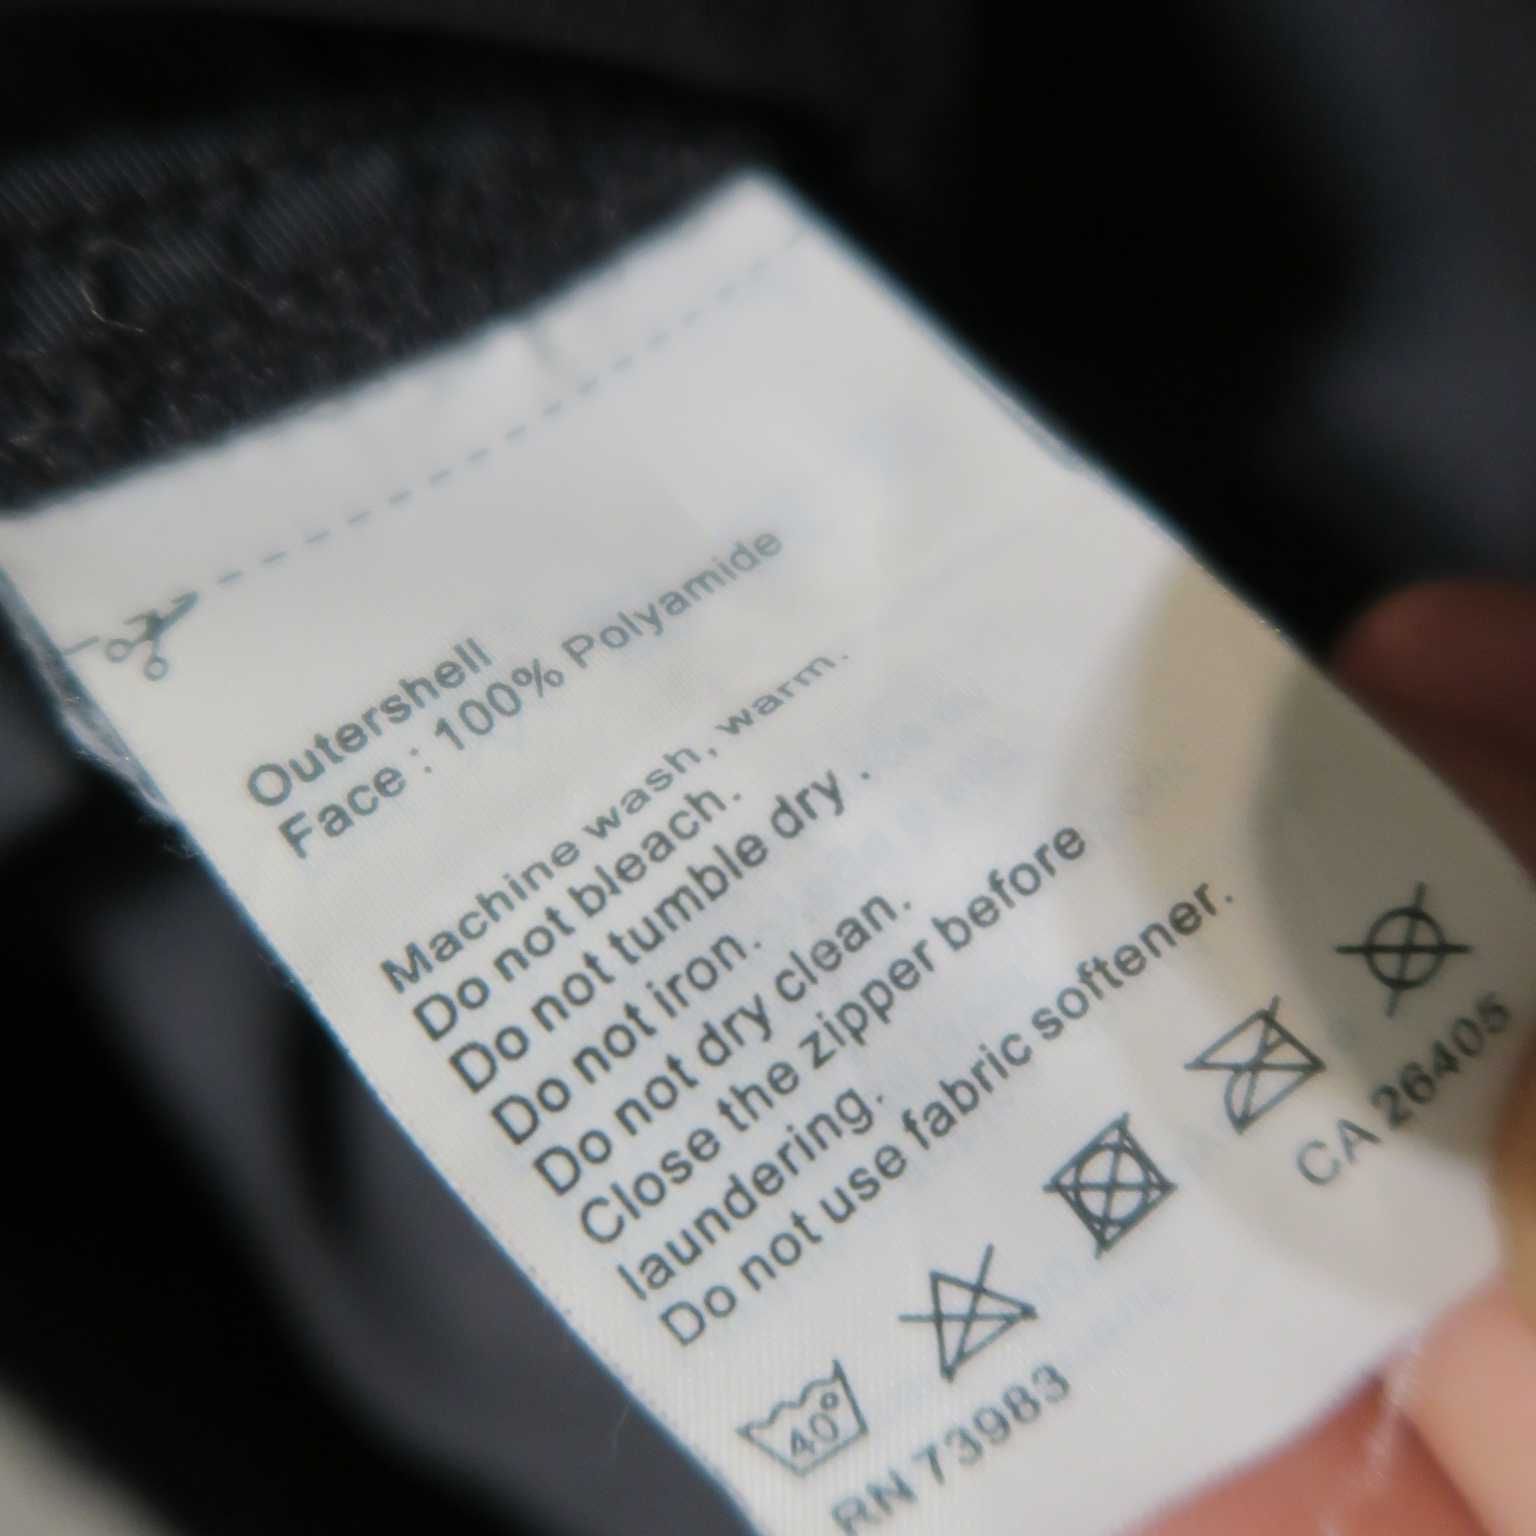 Outershell
Face : 100% Polyamide
Machine wash, warm.
Do not bleach.
Do not tumble dry .
Do not iron.
Do not dry clean.
Close the zipper before
laundering.
Do not use fabric softener.
40°
RN 73983
CA 26405